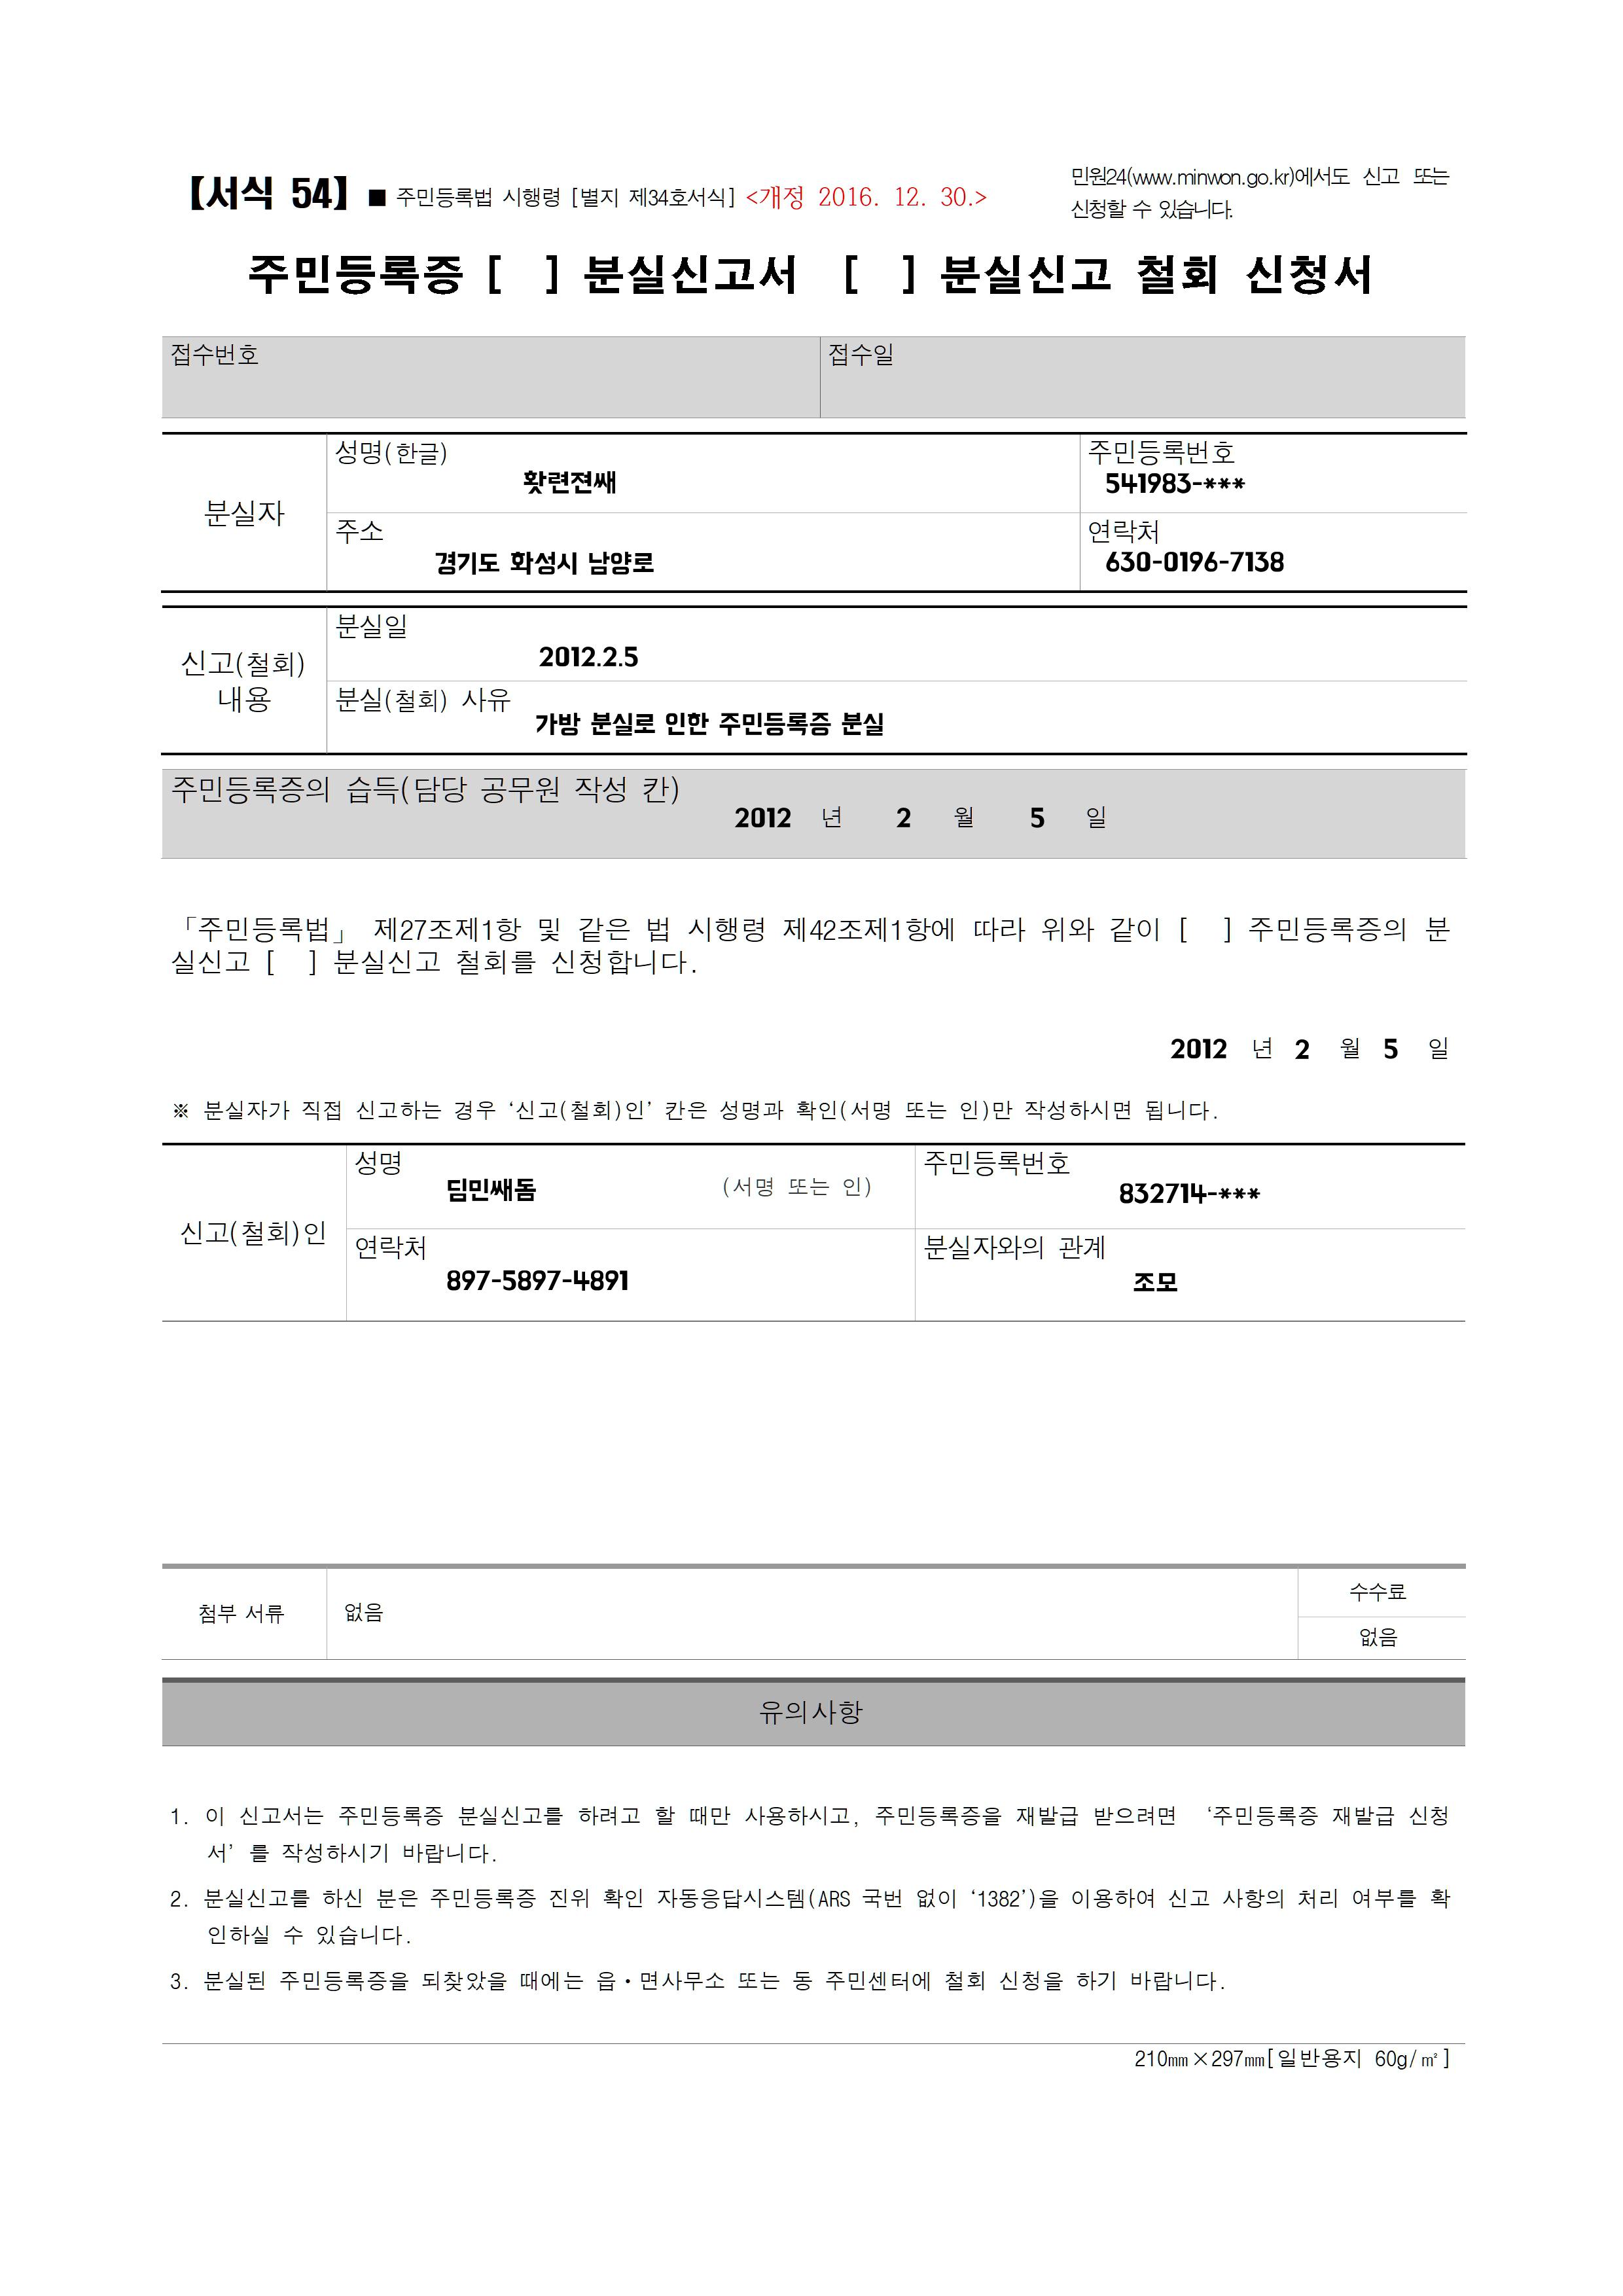 【서식 54】 ■ 주민등록법 시행령 [별지 제34호서식] <개정 2016. 12. 30.>
민원24(www.minwon.go.kr)에서도 신고 또는
신청할 수 있습니다.
주민등록증 [  ] 분실신고서  [  ] 분실신고 철회 신청서
접수번호
접수일
분실자
성명(한글)
홧련젼쌔
주민등록번호
541983-***
주소
경기도 화성시 남양로
연락처
630-0196-7138
신고(철회)
내용
분실일
2012.2.5
분실(철회) 사유
가방 분실로 인한 주민등록증 분실
주민등록증의 습득(담당 공무원 작성 칸)
2012 년 2 월 5 일
「주민등록법」 제27조제1항 및 같은 법 시행령 제42조제1항에 따라 위와 같이 [  ] 주민등록증의 분
실신고 [  ] 분실신고 철회를 신청합니다.
2012 년 2 월 5 일
※ 분실자가 직접 신고하는 경우 ‘신고(철회)인’ 칸은 성명과 확인(서명 또는 인)만 작성하시면 됩니다.
신고(철회)인
성명
딤민쌔돔 (서명 또는 인)
주민등록번호
832714-***
연락처
897-5897-4891
분실자와의 관계
조모
첨부 서류
없음
수수료
없음
유의사항
1. 이 신고서는 주민등록증 분실신고를 하려고 할 때만 사용하시고, 주민등록증을 재발급 받으려면 ‘주민등록증 재발급 신청
서’를 작성하시기 바랍니다.
2. 분실신고를 하신 분은 주민등록증 진위 확인 자동응답시스템(ARS 국번 없이 ‘1382’)을 이용하여 신고 사항의 처리 여부를 확
인하실 수 있습니다.
3. 분실된 주민등록증을 되찾았을 때에는 읍ㆍ면사무소 또는 동 주민센터에 철회 신청을 하기 바랍니다.
210㎜×297㎜[일반용지 60g/㎡]